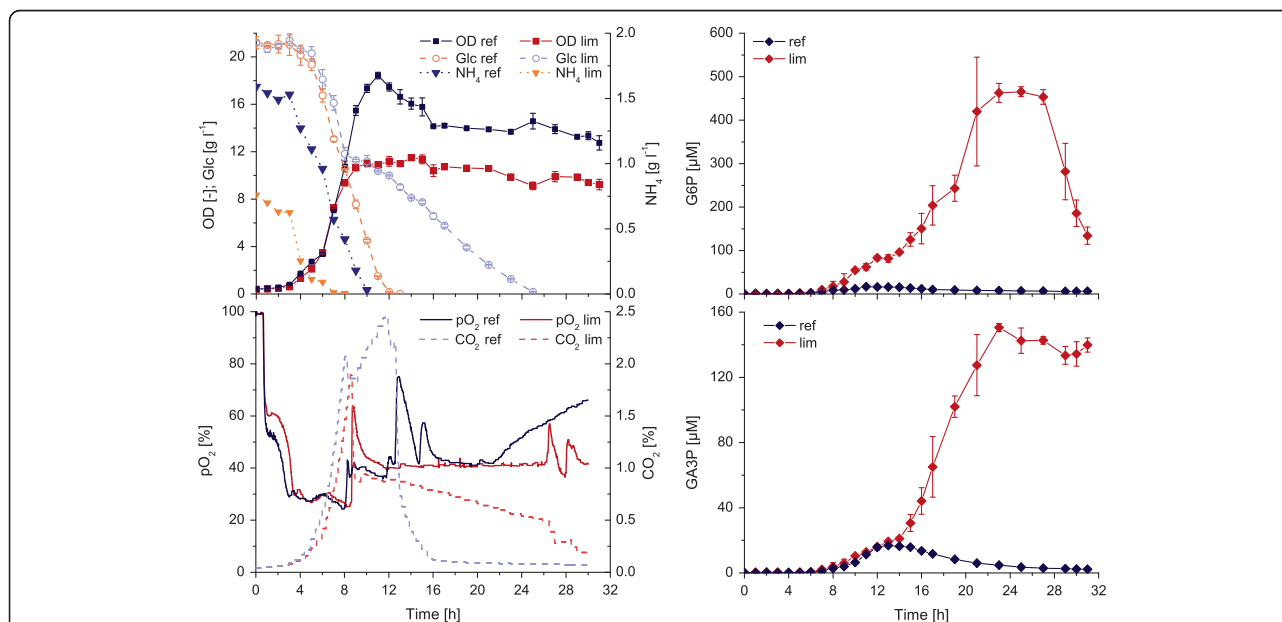 OD ref
OD lim
Glc ref
Glc lim
NH4 ref
NH4 lim
OD [-]; Glc [g l-1]
NH4 [g l-1]
20
16
12
8
4
0
2.0
1.5
1.0
0.5
0.0
pO2 ref
pO2 lim
CO2 ref
CO2 lim
pO2 [%]
CO2 [%]
100
80
60
40
20
0
2.5
2.0
1.5
1.0
0.5
0.0
0 4 8 12 16 20 24 28 32
Time [h]
ref
lim
G6P [µM]
600
500
400
300
200
100
0
ref
lim
GA3P [µM]
160
120
80
40
0
0 4 8 12 16 20 24 28 32
Time [h]